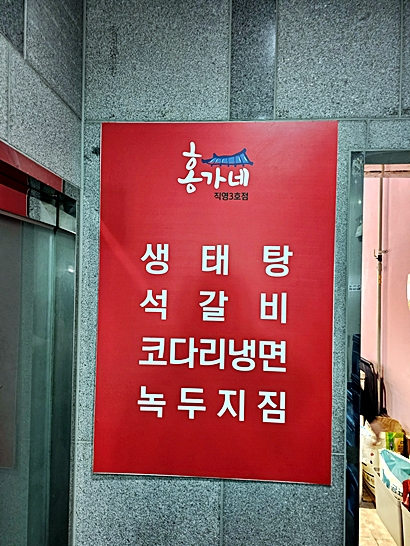 홍가네
직영3호점
생태탕
석갈비
코다리냉면
녹두지짐